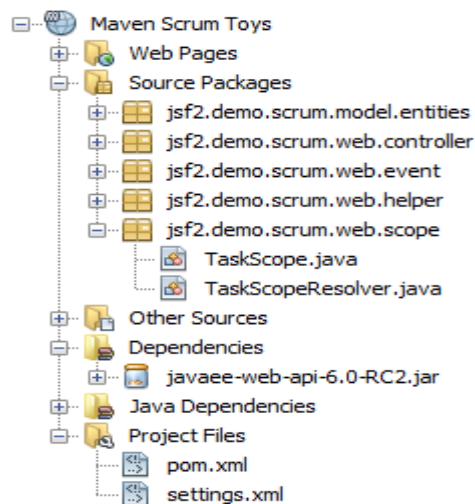 Maven Scrum Toys
Web Pages
Source Packages
jsf2.demo.scrum.model.entities
jsf2.demo.scrum.web.controller
jsf2.demo.scrum.web.event
jsf2.demo.scrum.web.helper
jsf2.demo.scrum.web.scope
TaskScope.java
TaskScopeResolver.java
Other Sources
Dependencies
javaee-web-api-6.0-RC2.jar
Java Dependencies
Project Files
pom.xml
settings.xml